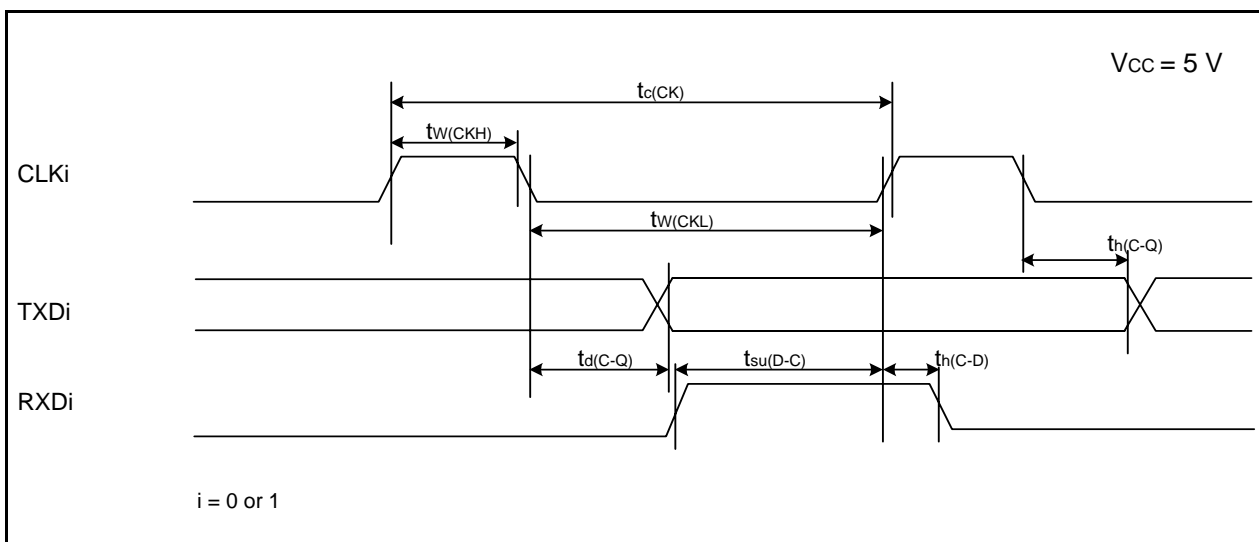 VCC = 5 V
tc(CK)
tW(CKH)
CLKi
tW(CKL)
th(C-Q)
TXDi
td(C-Q)
tsu(D-C)
th(C-D)
RXDi
i = 0 or 1